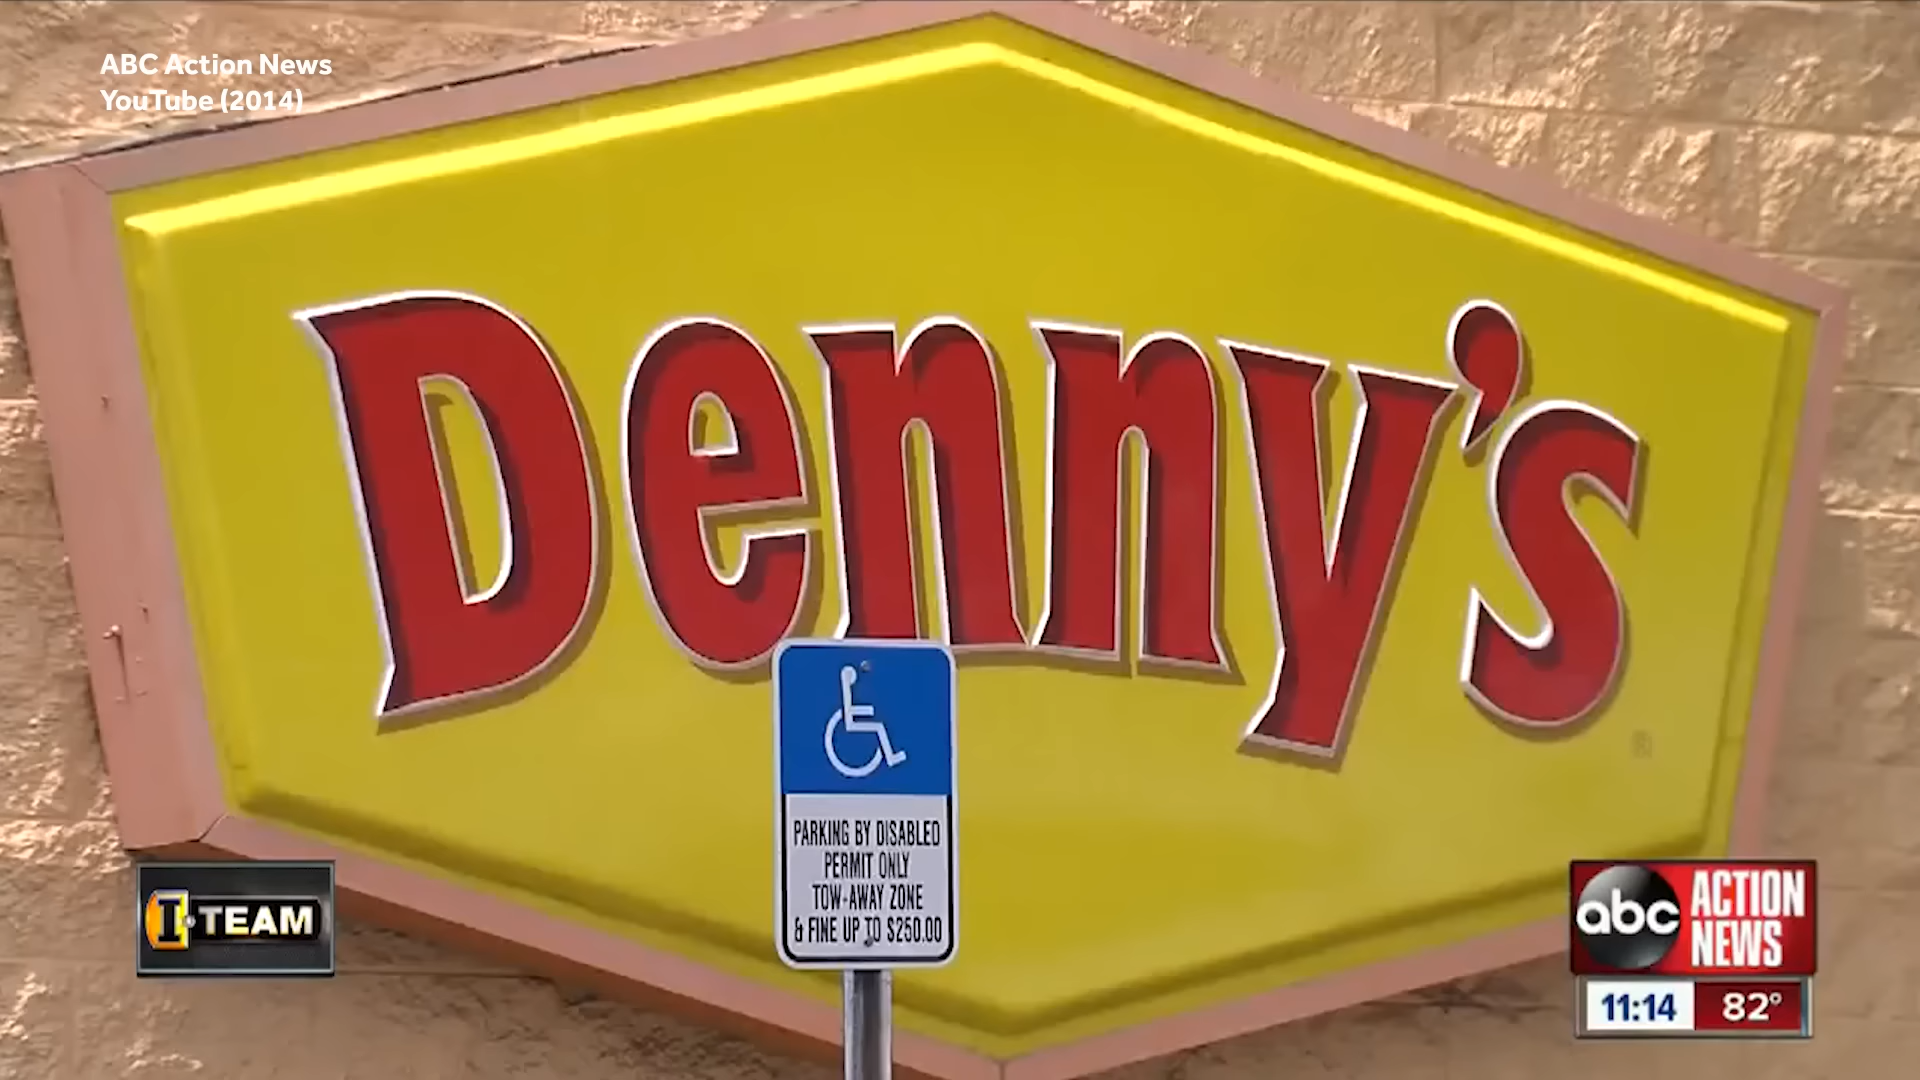 ABC Action News
YouTube (2014)
Denny's
®
PARKING BY DISABLED
PERMIT ONLY
TOW-AWAY ZONE
& FINE UP TO $250.00
I-TEAM
abc ACTION
NEWS
11:14 82°